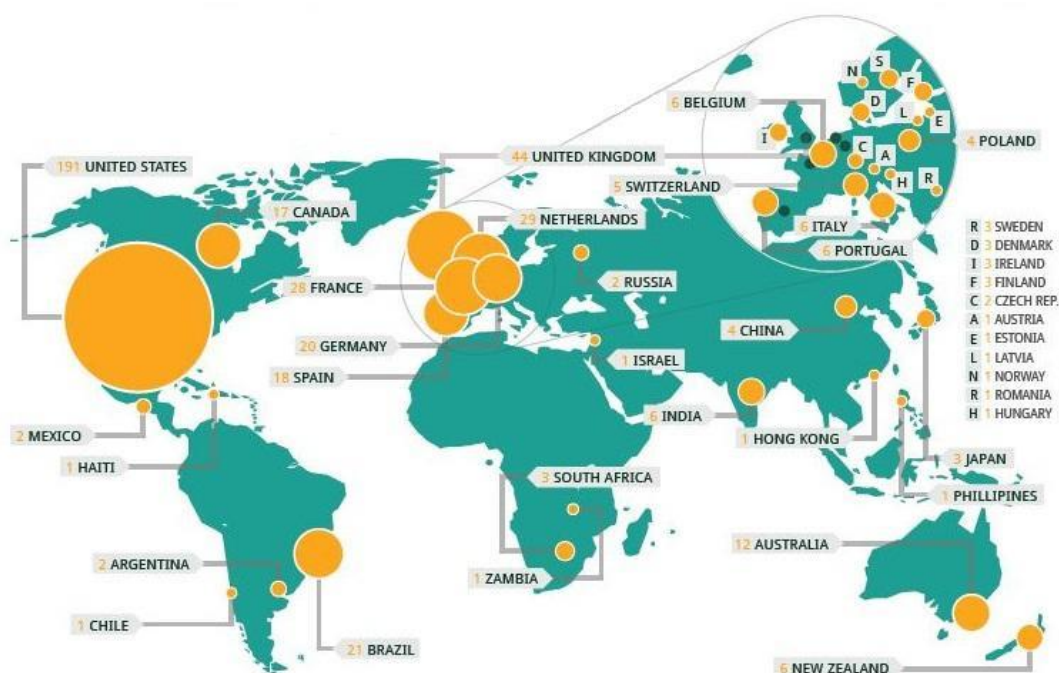 N
S
F
6 BELGIUM
D
L
E
I
C
A
4 POLAND
44 UNITED KINGDOM
191 UNITED STATES
H
R
5 SWITZERLAND
17 CANADA
29 NETHERLANDS
6 ITALY
6 PORTUGAL
R 3 SWEDEN
D 3 DENMARK
I 3 IRELAND
F 3 FINLAND
C 2 CZECH REP.
A 1 AUSTRIA
E 1 ESTONIA
L 1 LATVIA
N 1 NORWAY
R 1 ROMANIA
H 1 HUNGARY
28 FRANCE
2 RUSSIA
4 CHINA
20 GERMANY
1 ISRAEL
18 SPAIN
6 INDIA
2 MEXICO
1 HONG KONG
1 HAITI
3 JAPAN
3 SOUTH AFRICA
1 PHILLIPINES
12 AUSTRALIA
2 ARGENTINA
1 ZAMBIA
1 CHILE
21 BRAZIL
6 NEW ZEALAND